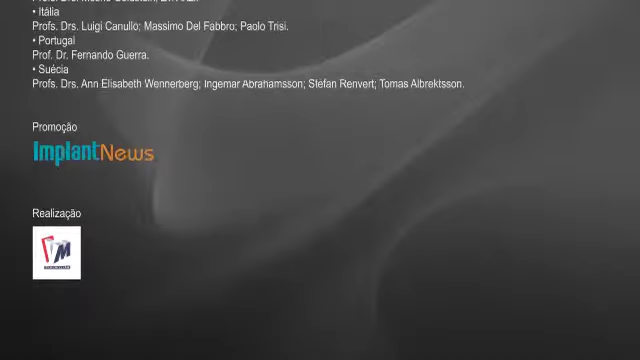 • Itália
Profs. Drs. Luigi Canullo; Massimo Del Fabbro; Paolo Trisi.
• Portugal
Prof. Dr. Fernando Guerra.
• Suécia
Profs. Drs. Ann Elisabeth Wennerberg; Ingemar Abrahamsson; Stefan Renvert; Tomas Albrektsson.
Promoção
ImplantNews
Realização
VM